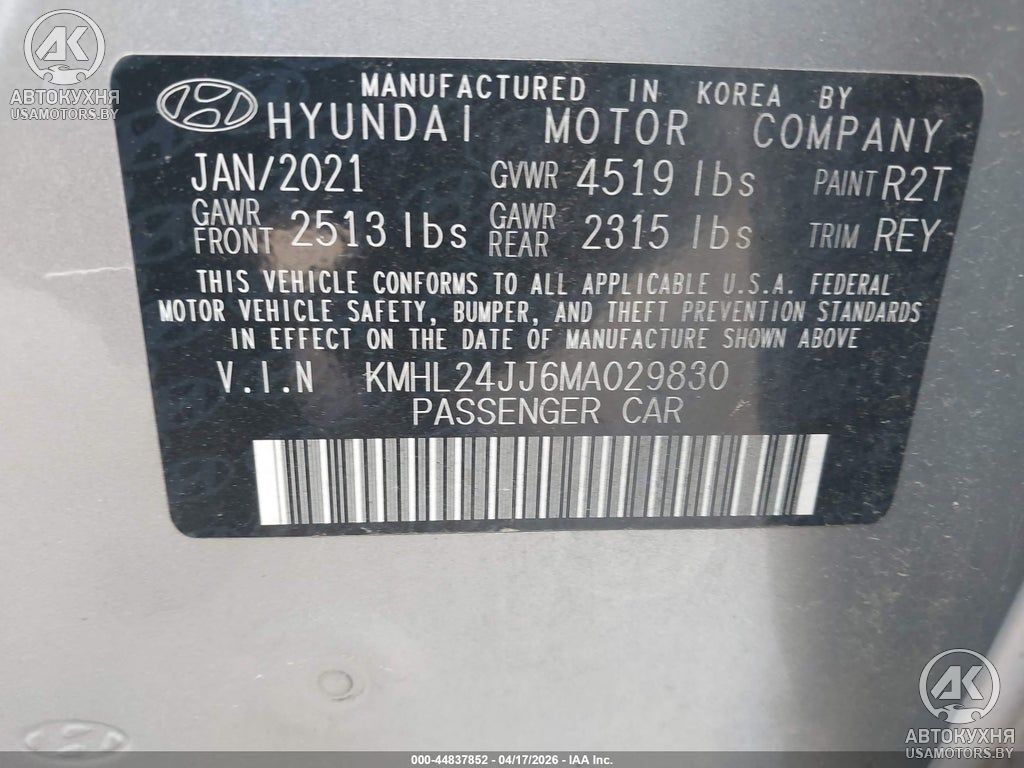 AK
АВТОКУХНЯ
USAMOTORS.BY
MANUFACTURED IN KOREA BY
HYUNDAI MOTOR COMPANY
JAN/2021 GVWR 4519 lbs PAINT R2T
GAWR FRONT 2513 lbs GAWR REAR 2315 lbs TRIM REY
THIS VEHICLE CONFORMS TO ALL APPLICABLE U.S.A. FEDERAL
MOTOR VEHICLE SAFETY, BUMPER, AND THEFT PREVENTION STANDARDS
IN EFFECT ON THE DATE OF MANUFACTURE SHOWN ABOVE
V.I.N KMHL24JJ6MA029830
PASSENGER CAR
AK
АВТОКУХНЯ
USAMOTORS.BY
000-44837852 - 04/17/2026 - IAA Inc.